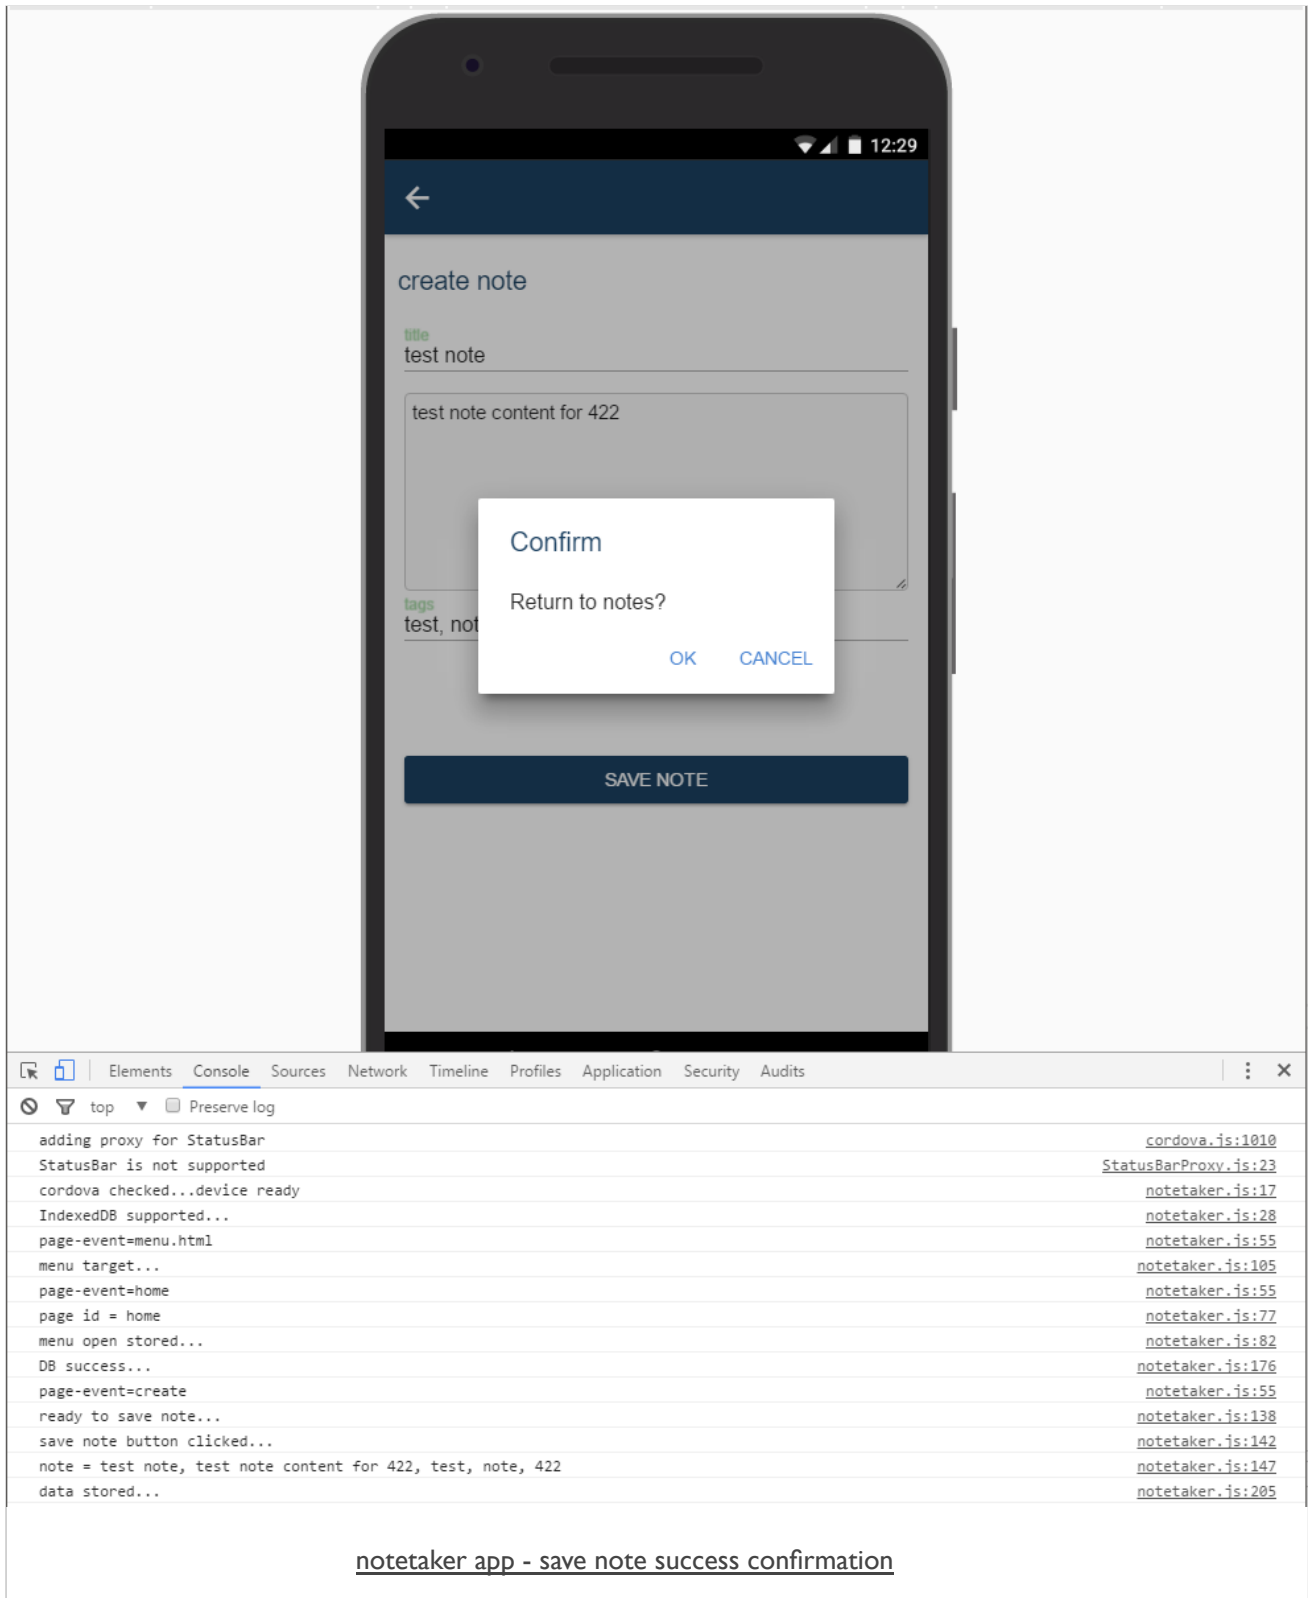 12:29
create note
title
test note
test note content for 422
Confirm
Return to notes?
tags
test, not
OK CANCEL
SAVE NOTE
Elements Console Sources Network Timeline Profiles Application Security Audits
top Preserve log
adding proxy for StatusBar cordova.js:1010
StatusBar is not supported StatusBarProxy.js:23
cordova checked...device ready notetaker.js:17
IndexedDB supported... notetaker.js:28
page-event=menu.html notetaker.js:55
menu target... notetaker.js:105
page-event=home notetaker.js:55
page id = home notetaker.js:77
menu open stored... notetaker.js:82
DB success... notetaker.js:176
page-event=create notetaker.js:55
ready to save note... notetaker.js:138
save note button clicked... notetaker.js:142
note = test note, test note content for 422, test, note, 422 notetaker.js:147
data stored... notetaker.js:205
notetaker app - save note success confirmation